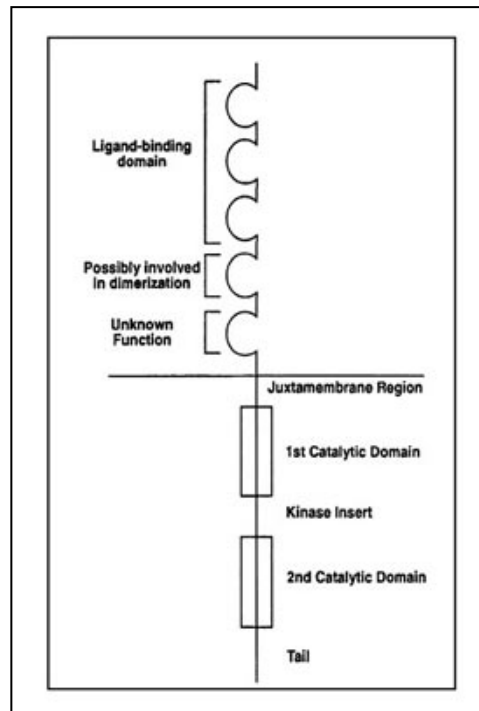 Ligand-binding
domain
Possibly involved
in dimerization
Unknown
Function
Juxtamembrane Region
1st Catalytic Domain
Kinase Insert
2nd Catalytic Domain
Tail